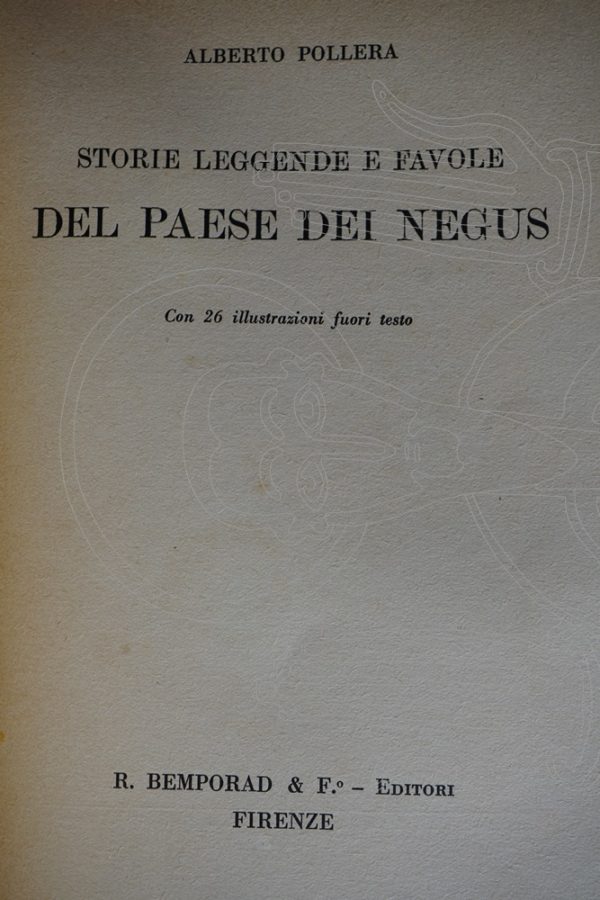 ALBERTO POLLERA
STORIE LEGGENDE E FAVOLE
DEL PAESE DEI NEGUS
Con 26 illustrazioni fuori testo
R. BEMPORAD & F.º - EDITORI
FIRENZE